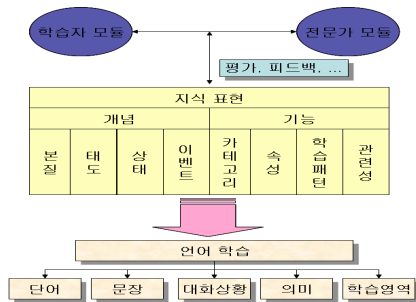 학습자 모듈
전문가 모듈
평가, 피드백, ...
지식 표현
개념
기능
본질
태도
상태
이벤트
카테고리
속성
학습패턴
관련성
언어 학습
단어
문장
대화상황
의미
학습영역